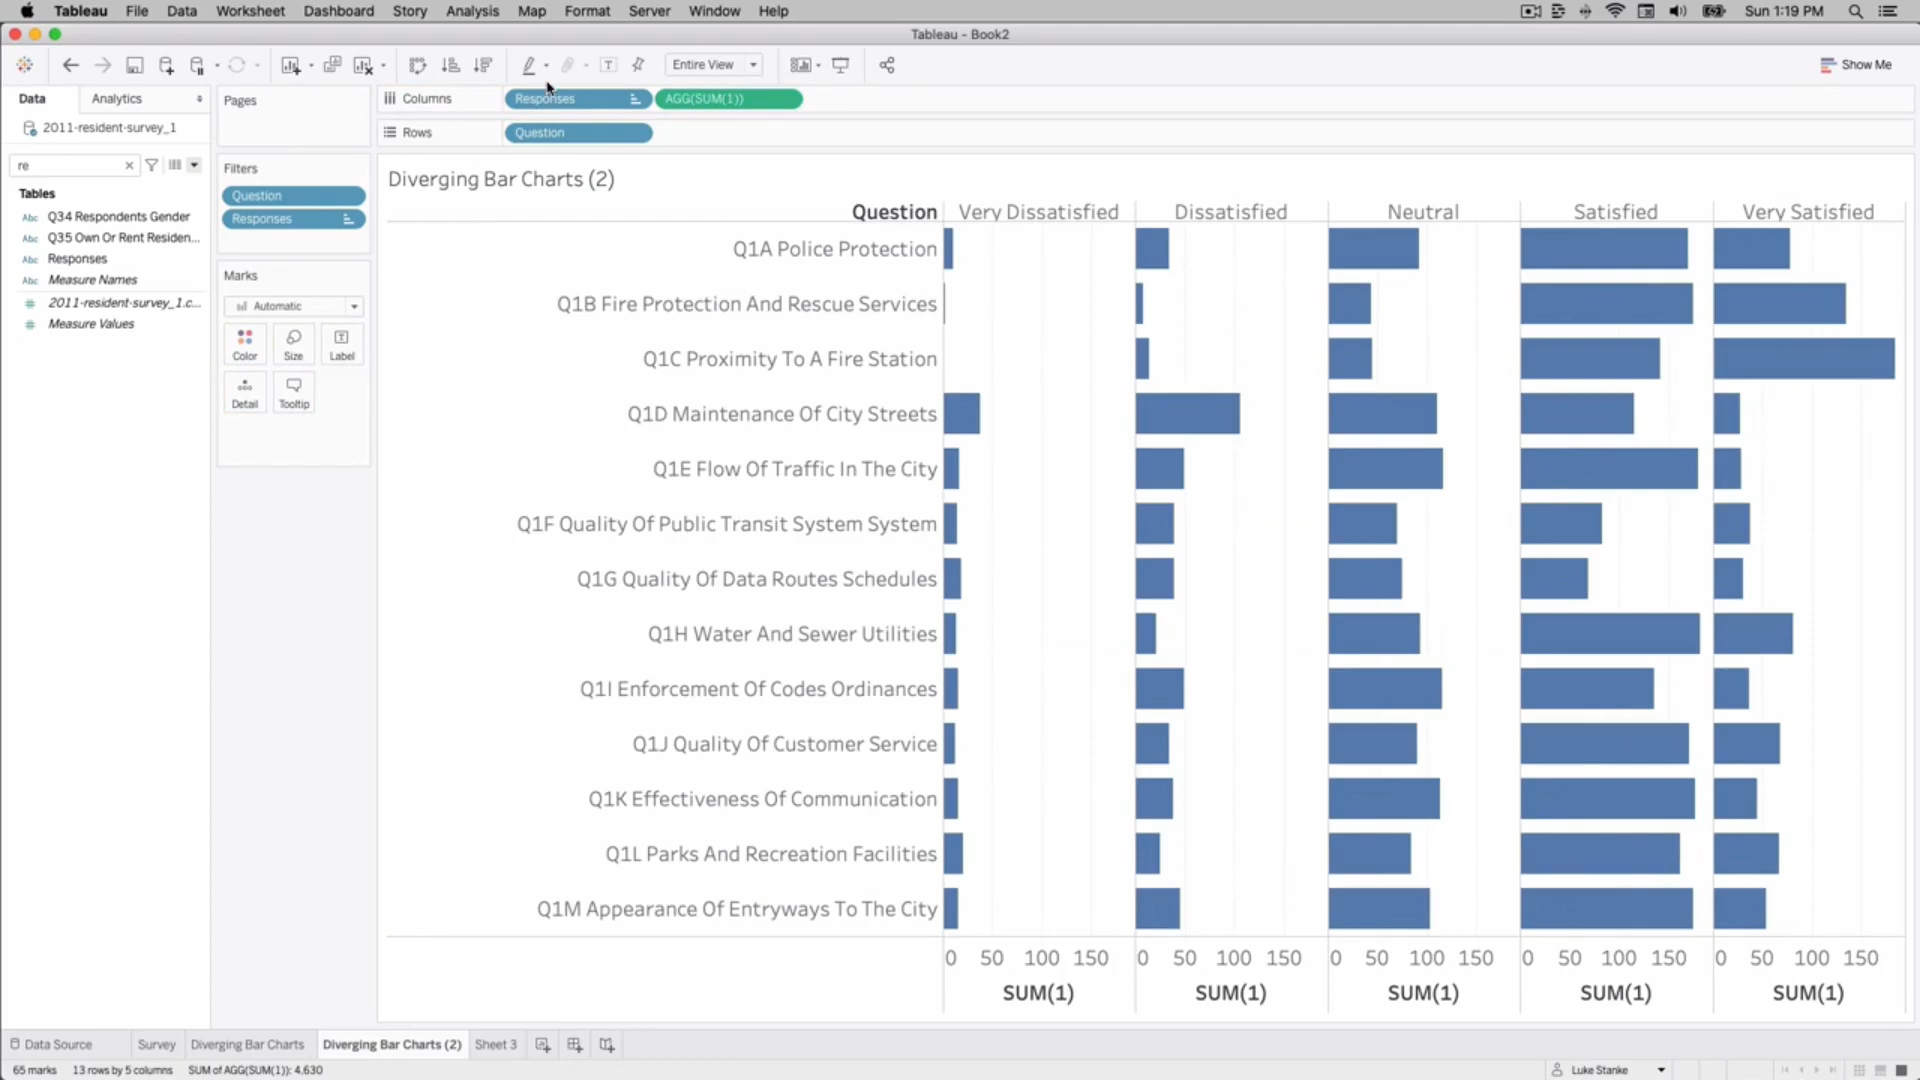 Tableau File Data Worksheet Dashboard Story Analysis Map Format Server Window Help Sun 1:19 PM
Tableau - Book2
Entire View Show Me
Data Analytics Pages Columns Responses AGG(SUM(1))
2011-resident-survey_1 Rows Question
re
Filters
Question
Responses
Tables
Abc Q34 Respondents Gender
Abc Q35 Own Or Rent Residen...
Abc Responses
Abc Measure Names
# 2011-resident-survey_1.c...
# Measure Values
Marks
Automatic
Color Size Label
Detail Tooltip
Diverging Bar Charts (2)
Question Very Dissatisfied Dissatisfied Neutral Satisfied Very Satisfied
Q1A Police Protection
Q1B Fire Protection And Rescue Services
Q1C Proximity To A Fire Station
Q1D Maintenance Of City Streets
Q1E Flow Of Traffic In The City
Q1F Quality Of Public Transit System System
Q1G Quality Of Data Routes Schedules
Q1H Water And Sewer Utilities
Q1I Enforcement Of Codes Ordinances
Q1J Quality Of Customer Service
Q1K Effectiveness Of Communication
Q1L Parks And Recreation Facilities
Q1M Appearance Of Entryways To The City
0 50 100 150 0 50 100 150 0 50 100 150 0 50 100 150 0 50 100 150
SUM(1) SUM(1) SUM(1) SUM(1) SUM(1)
Data Source Survey Diverging Bar Charts Diverging Bar Charts (2) Sheet 3
65 marks 13 rows by 5 columns SUM of AGG(SUM(1)): 4,630 Luke Stanke